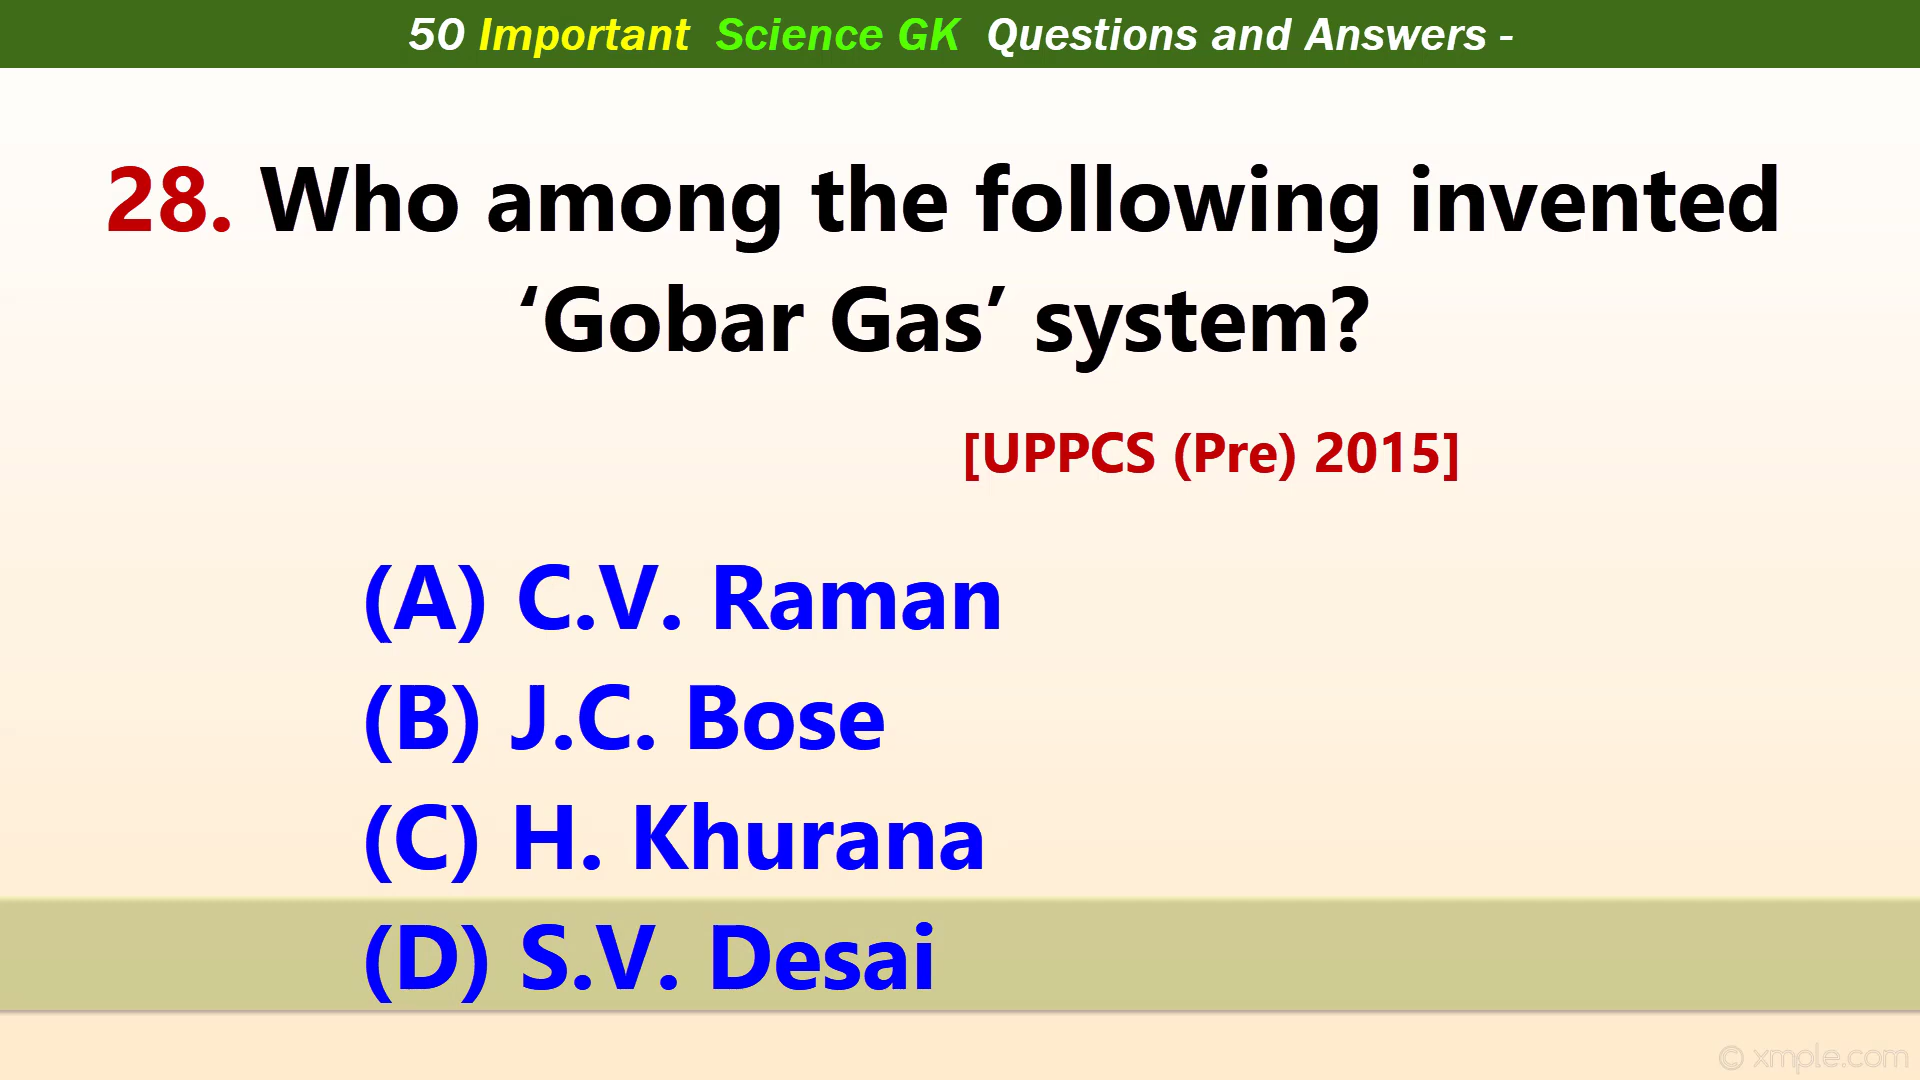 50 Important Science GK Questions and Answers -
28. Who among the following invented
‘Gobar Gas’ system?
[UPPCS (Pre) 2015]
(A) C.V. Raman
(B) J.C. Bose
(C) H. Khurana
(D) S.V. Desai
© xmple.com